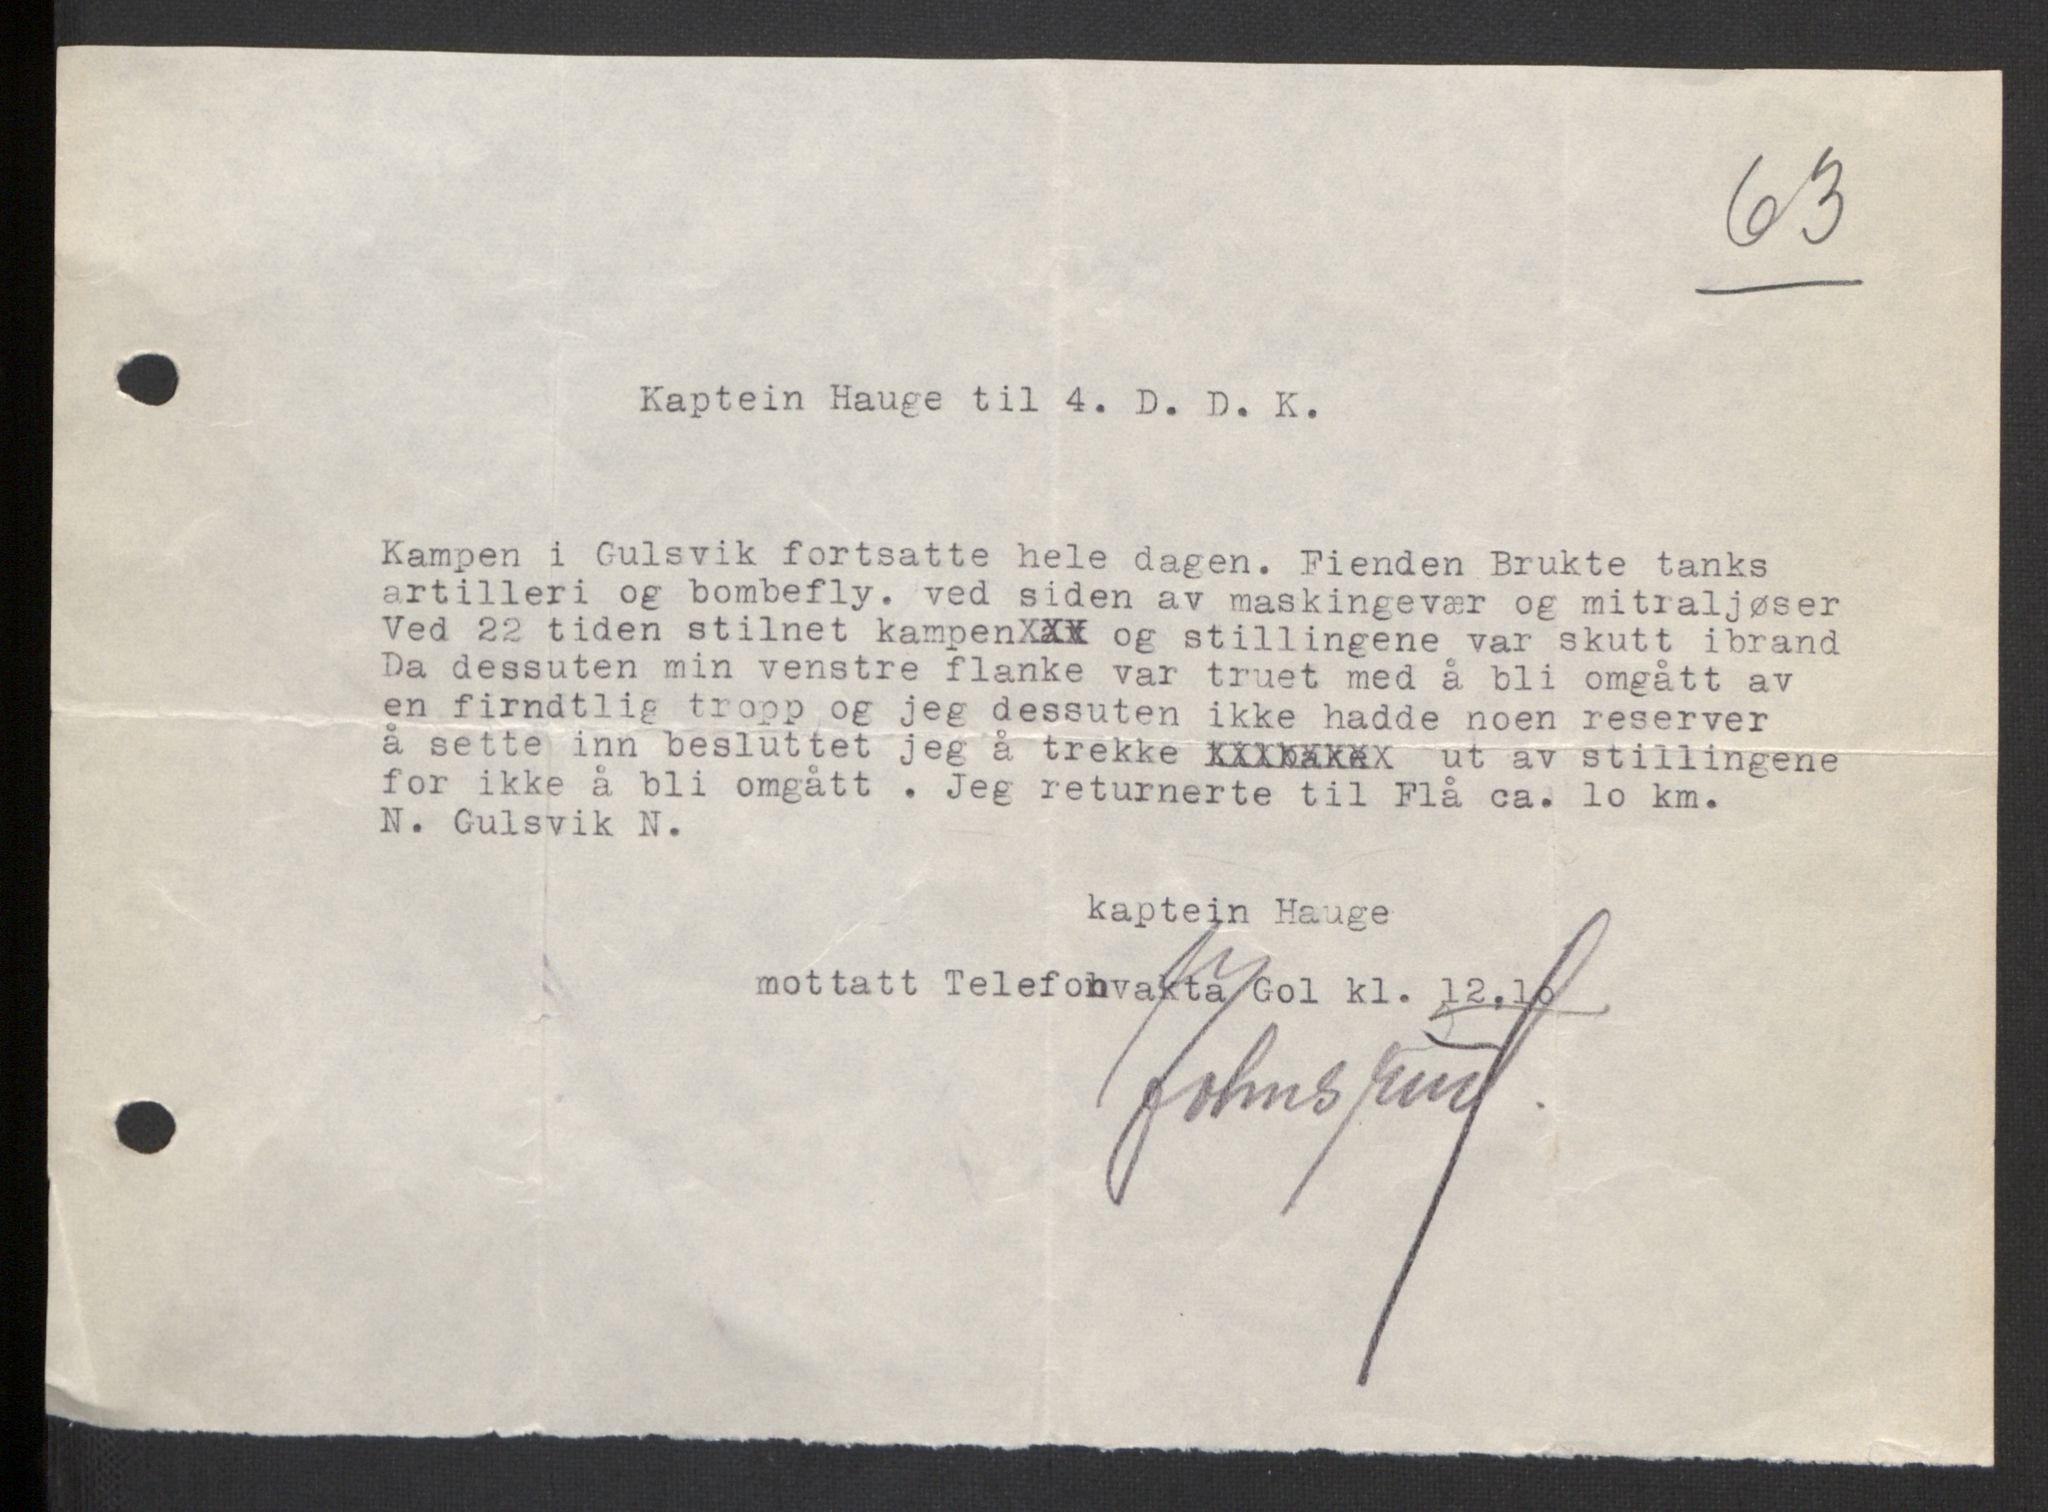 63
Kaptein Hauge til 4. D. D. K.
Kampen i Gulsvik fortsatte hele dagen. Fienden Brukte tanks
artilleri og bombefly. ved siden av maskingevær og mitraljøser
Ved 22 tiden stilnet kampen og stillingene var skutt ibrand
Da dessuten min venstre flanke var truet med å bli omgått av
en firndtlig tropp og jeg dessuten ikke hadde noen reserver
å sette inn besluttet jeg å trekke ut av stillingene
for ikke å bli omgått . Jeg returnerte til Flå ca. lo km.
N. Gulsvik N.
kaptein Hauge
mottatt Telefonvakta Gol kl. 12.lo
Johnsrud.